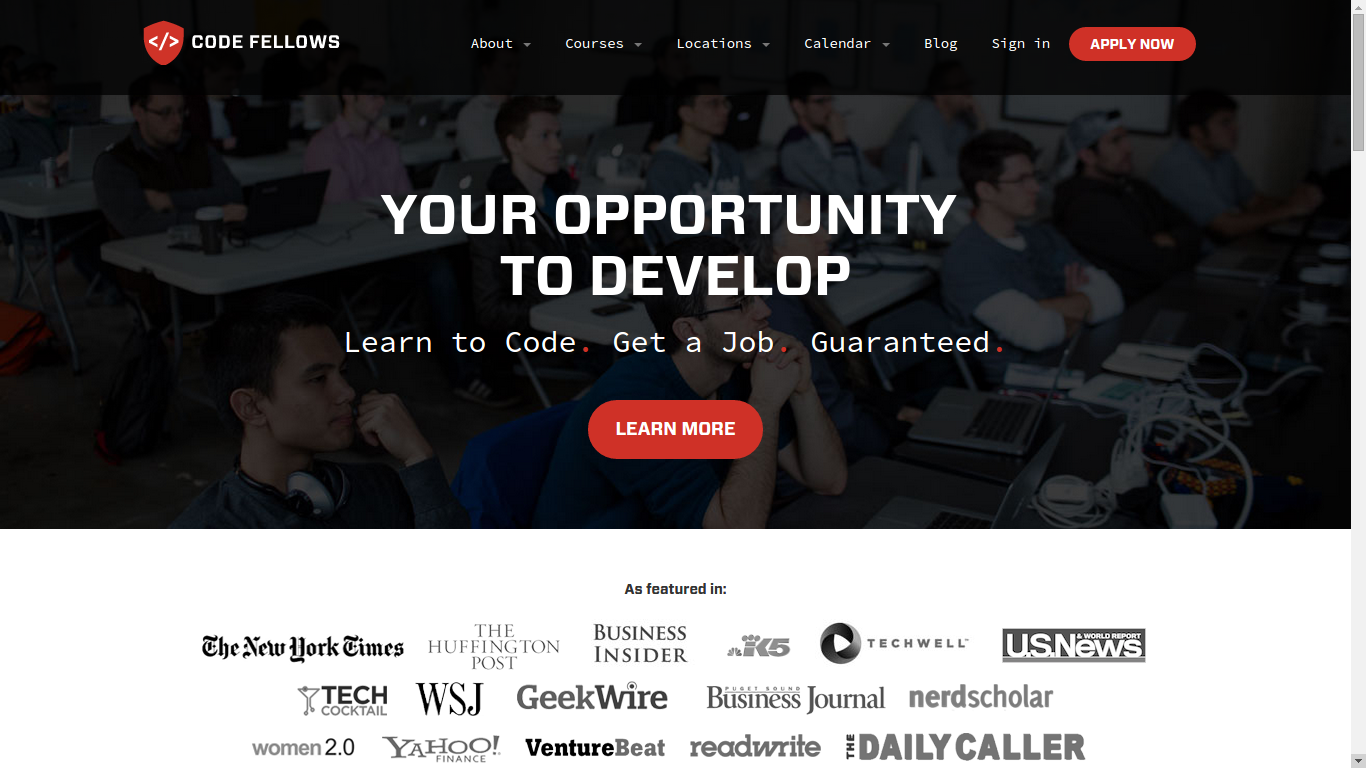 </> CODE FELLOWS
About Courses Locations Calendar Blog Sign in APPLY NOW
YOUR OPPORTUNITY
TO DEVELOP
Learn to Code. Get a Job. Guaranteed.
LEARN MORE
As featured in:
The New York Times
THE
HUFFINGTON
POST
BUSINESS
INSIDER
K5
TECHWELL™
U.S.News
& WORLD REPORT
TECH
COCKTAIL
WSJ
GeekWire
PUGET SOUND
Business Journal
nerdscholar
women 2.0
YAHOO!
FINANCE
VentureBeat
readwrite
THE DAILY CALLER